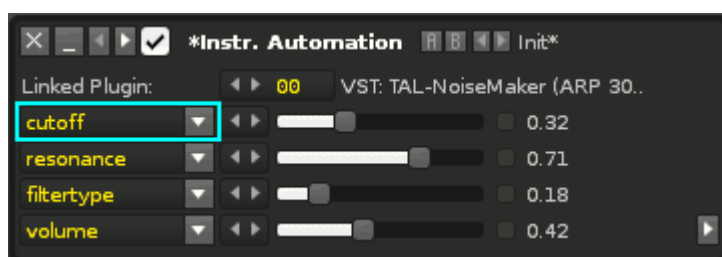 *Instr. Automation A B Init*
Linked Plugin: 00 VST: TAL-NoiseMaker (ARP 30..
cutoff 0.32
resonance 0.71
filtertype 0.18
volume 0.42